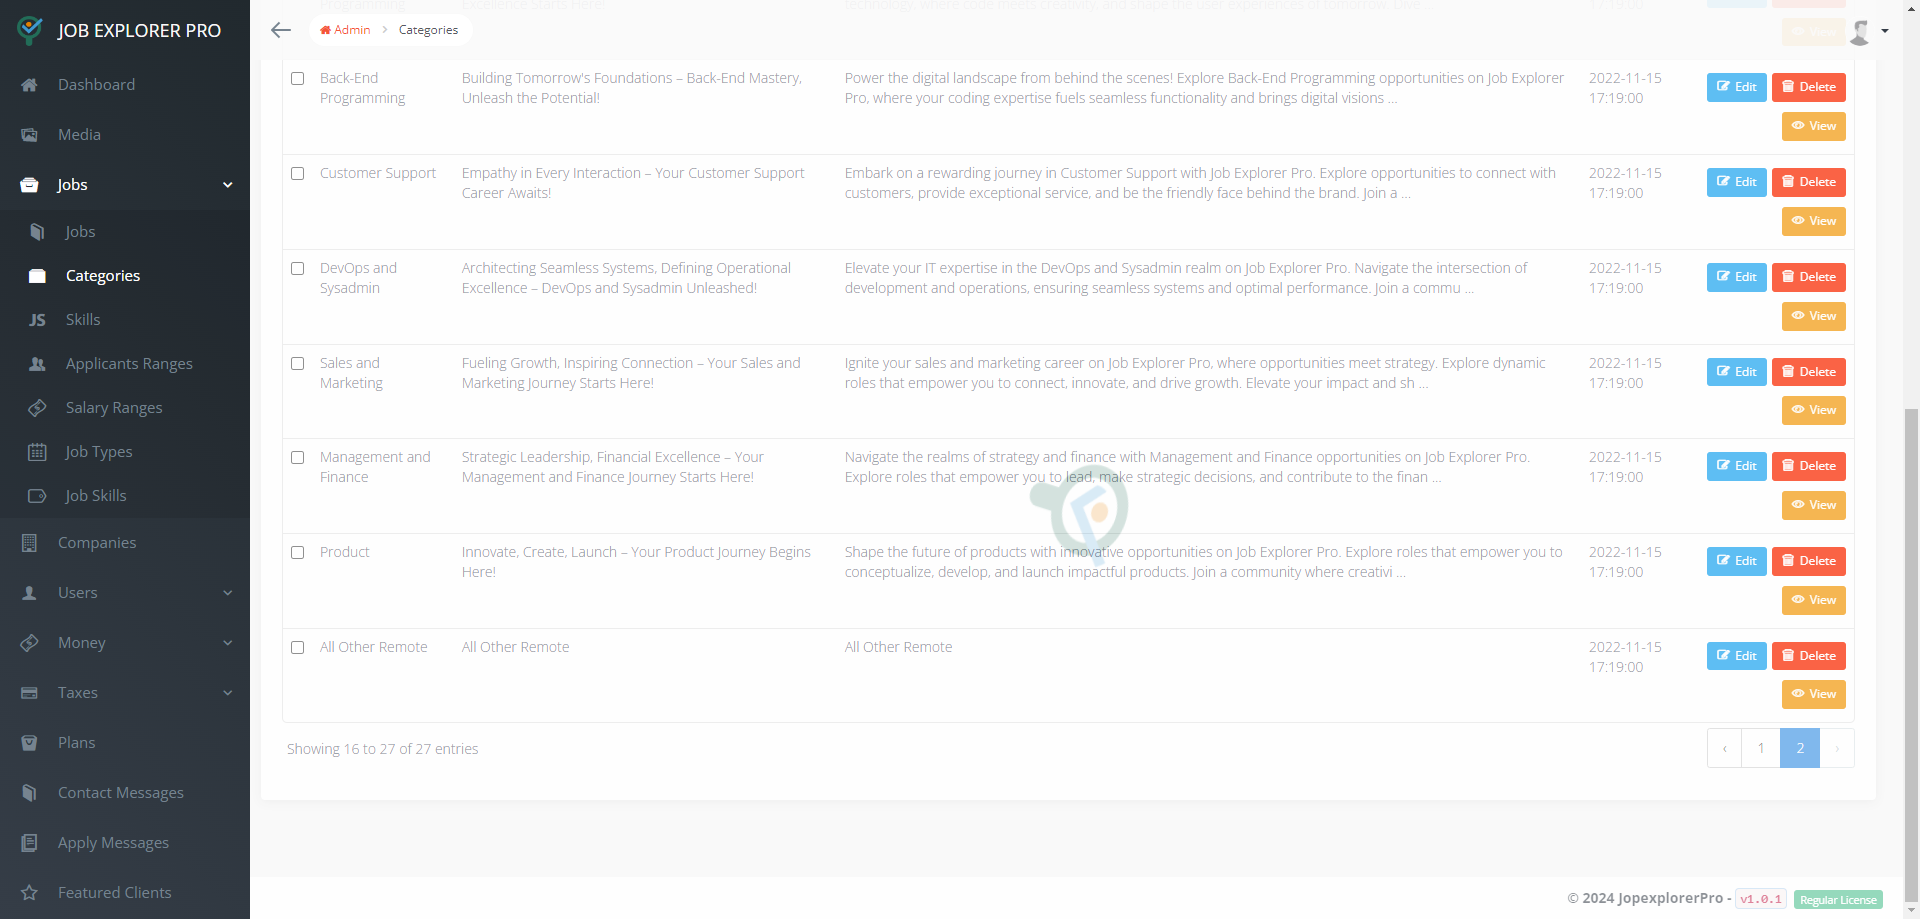 JOB EXPLORER PRO
Admin
Categories
Dashboard
Media
Jobs
Jobs
Categories
JS Skills
Applicants Ranges
Salary Ranges
Job Types
Job Skills
Companies
Users
Money
Taxes
Plans
Contact Messages
Apply Messages
Featured Clients
Programming
Excellence Starts Here!
17:19:00
View
Back-End
Programming
Building Tomorrow's Foundations – Back-End Mastery,
Unleash the Potential!
Power the digital landscape from behind the scenes! Explore Back-End Programming opportunities on Job Explorer
Pro, where your coding expertise fuels seamless functionality and brings digital visions ...
2022-11-15
17:19:00
Edit
Delete
View
Customer Support
Empathy in Every Interaction – Your Customer Support
Career Awaits!
Embark on a rewarding journey in Customer Support with Job Explorer Pro. Explore opportunities to connect with
customers, provide exceptional service, and be the friendly face behind the brand. Join a ...
2022-11-15
17:19:00
Edit
Delete
View
DevOps and
Sysadmin
Architecting Seamless Systems, Defining Operational
Excellence – DevOps and Sysadmin Unleashed!
Elevate your IT expertise in the DevOps and Sysadmin realm on Job Explorer Pro. Navigate the intersection of
development and operations, ensuring seamless systems and optimal performance. Join a commu ...
2022-11-15
17:19:00
Edit
Delete
View
Sales and
Marketing
Fueling Growth, Inspiring Connection – Your Sales and
Marketing Journey Starts Here!
Ignite your sales and marketing career on Job Explorer Pro, where opportunities meet strategy. Explore dynamic
roles that empower you to connect, innovate, and drive growth. Elevate your impact and sh ...
2022-11-15
17:19:00
Edit
Delete
View
Management and
Finance
Strategic Leadership, Financial Excellence – Your
Management and Finance Journey Starts Here!
Navigate the realms of strategy and finance with Management and Finance opportunities on Job Explorer Pro.
Explore roles that empower you to lead, make strategic decisions, and contribute to the finan ...
2022-11-15
17:19:00
Edit
Delete
View
Product
Innovate, Create, Launch – Your Product Journey Begins
Here!
Shape the future of products with innovative opportunities on Job Explorer Pro. Explore roles that empower you to
conceptualize, develop, and launch impactful products. Join a community where creativi ...
2022-11-15
17:19:00
Edit
Delete
View
All Other Remote
All Other Remote
All Other Remote
2022-11-15
17:19:00
Edit
Delete
View
Showing 16 to 27 of 27 entries
‹ 1 2 ›
© 2024 JopexplorerPro - v1.0.1 Regular License